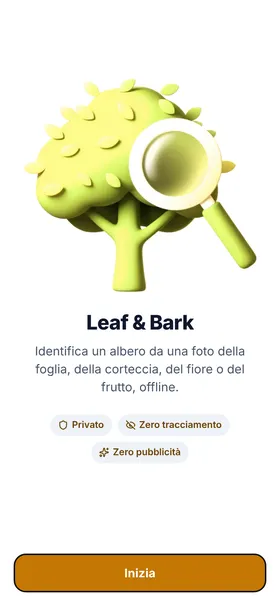 Leaf & Bark
Identifica un albero da una foto della
foglia, della corteccia, del fiore o del
frutto, offline.
Privato
Zero tracciamento
Zero pubblicità
Inizia